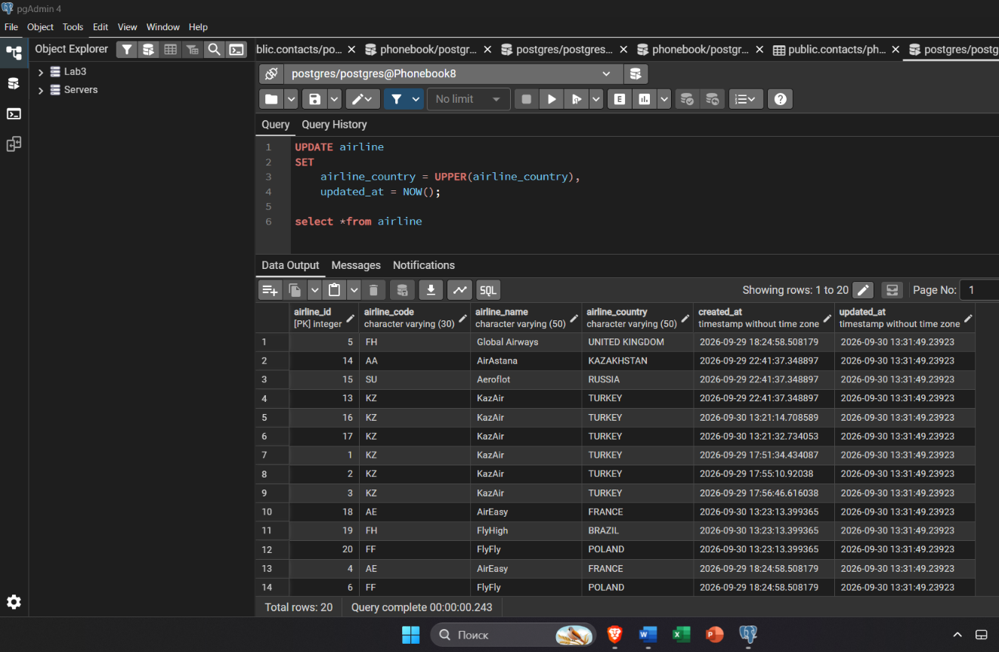 pgAdmin 4
File Object Tools Edit View Window Help
Object Explorer
blic.contacts/po... phonebook/postgr... postgres/postgres... phonebook/postgr... public.contacts/ph... postgres/postg
Lab3
Servers
postgres/postgres@Phonebook8
No limit
E
Query Query History
1 UPDATE airline
2 SET
3 airline_country = UPPER(airline_country),
4 updated_at = NOW();
5
6 select *from airline
Data Output Messages Notifications
SQL Showing rows: 1 to 20 Page No: 1
airline_id airline_code airline_name airline_country created_at updated_at
[PK] integer character varying (30) character varying (50) character varying (50) timestamp without time zone timestamp without time zone
1 5 FH Global Airways UNITED KINGDOM 2026-09-29 18:24:58.508179 2026-09-30 13:31:49.23923
2 14 AA AirAstana KAZAKHSTAN 2026-09-29 22:41:37.348897 2026-09-30 13:31:49.23923
3 15 SU Aeroflot RUSSIA 2026-09-29 22:41:37.348897 2026-09-30 13:31:49.23923
4 13 KZ KazAir TURKEY 2026-09-29 22:41:37.348897 2026-09-30 13:31:49.23923
5 16 KZ KazAir TURKEY 2026-09-30 13:21:14.708589 2026-09-30 13:31:49.23923
6 17 KZ KazAir TURKEY 2026-09-30 13:21:32.734053 2026-09-30 13:31:49.23923
7 1 KZ KazAir TURKEY 2026-09-29 17:51:34.434087 2026-09-30 13:31:49.23923
8 2 KZ KazAir TURKEY 2026-09-29 17:55:10.92038 2026-09-30 13:31:49.23923
9 3 KZ KazAir TURKEY 2026-09-29 17:56:46.616038 2026-09-30 13:31:49.23923
10 18 AE AirEasy FRANCE 2026-09-30 13:23:13.399365 2026-09-30 13:31:49.23923
11 19 FH FlyHigh BRAZIL 2026-09-30 13:23:13.399365 2026-09-30 13:31:49.23923
12 20 FF FlyFly POLAND 2026-09-30 13:23:13.399365 2026-09-30 13:31:49.23923
13 4 AE AirEasy FRANCE 2026-09-29 18:24:58.508179 2026-09-30 13:31:49.23923
14 6 FF FlyFly POLAND 2026-09-29 18:24:58.508179 2026-09-30 13:31:49.23923
Total rows: 20 Query complete 00:00:00.243
Поиск